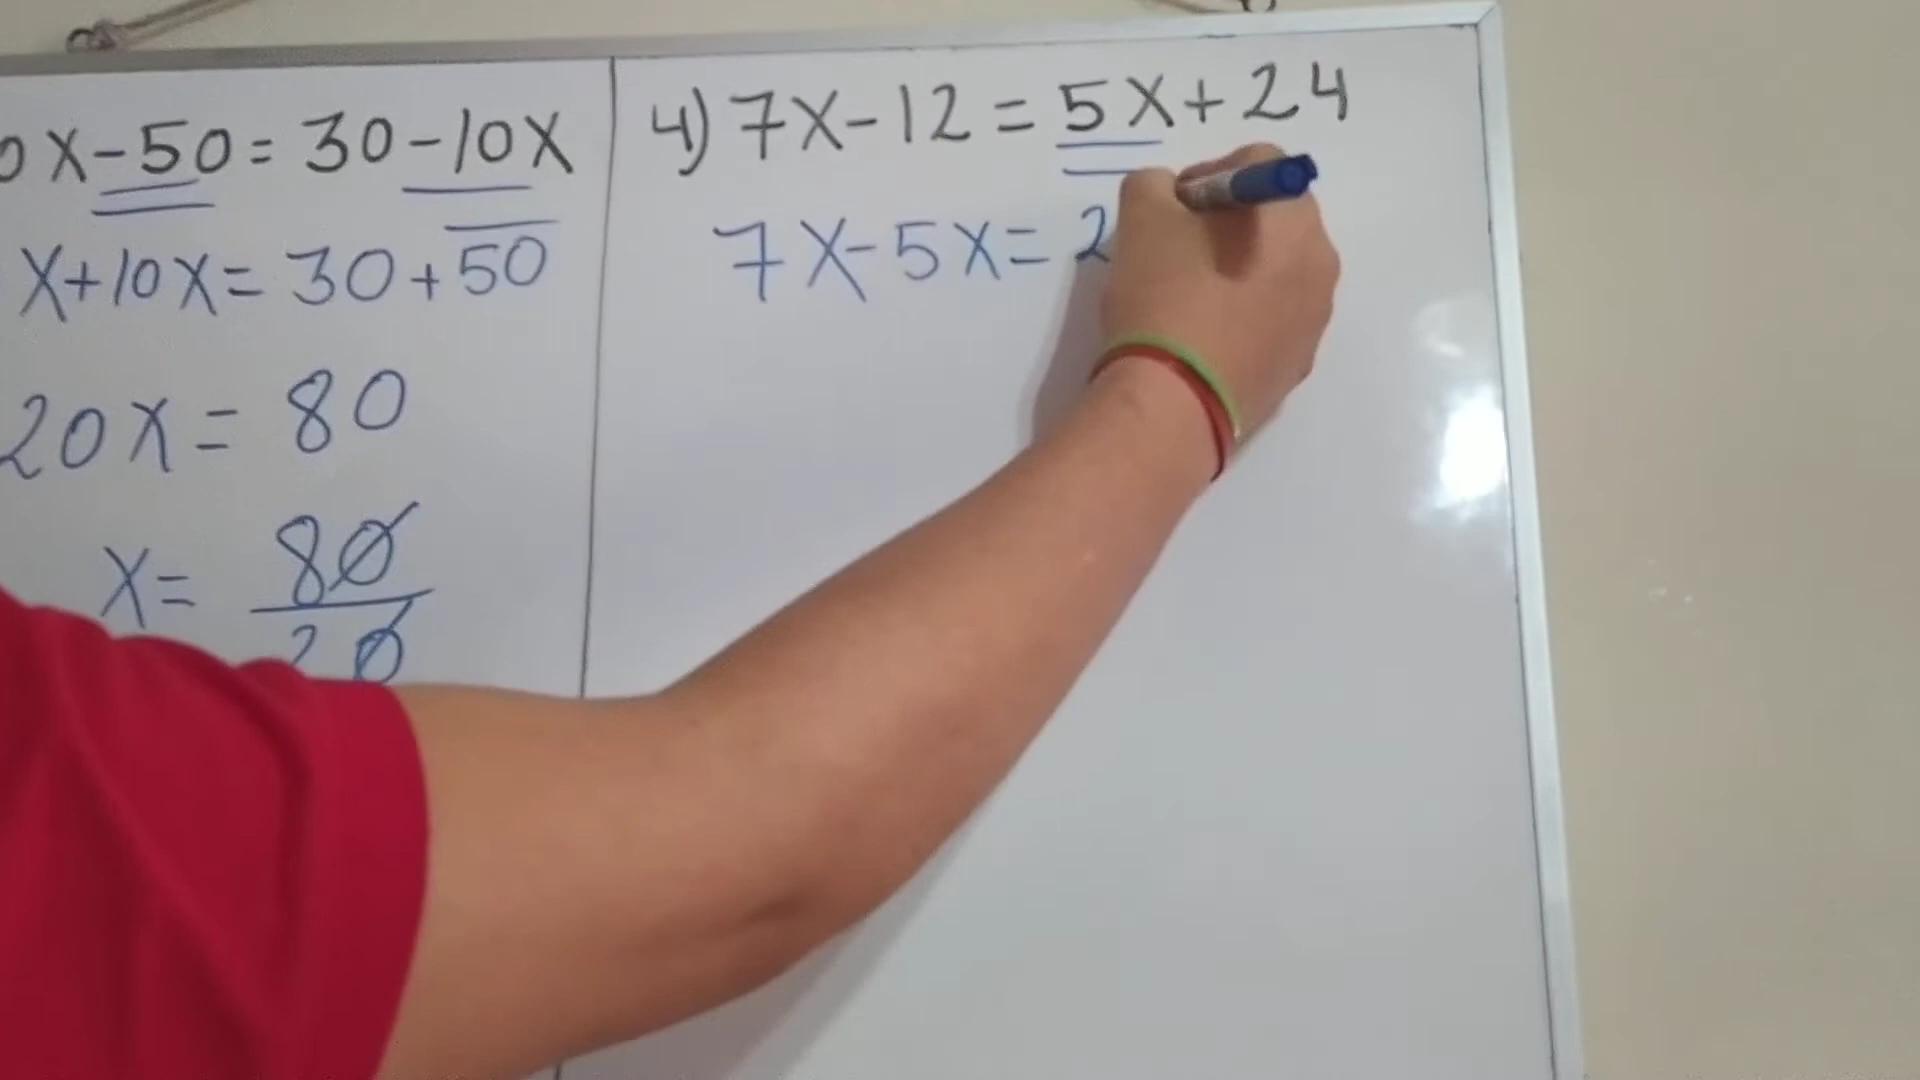 0X-50=30-10X
X+10X=30+50
20X=80
X=80/20
4) 7X-12=5X+24
7X-5X=2